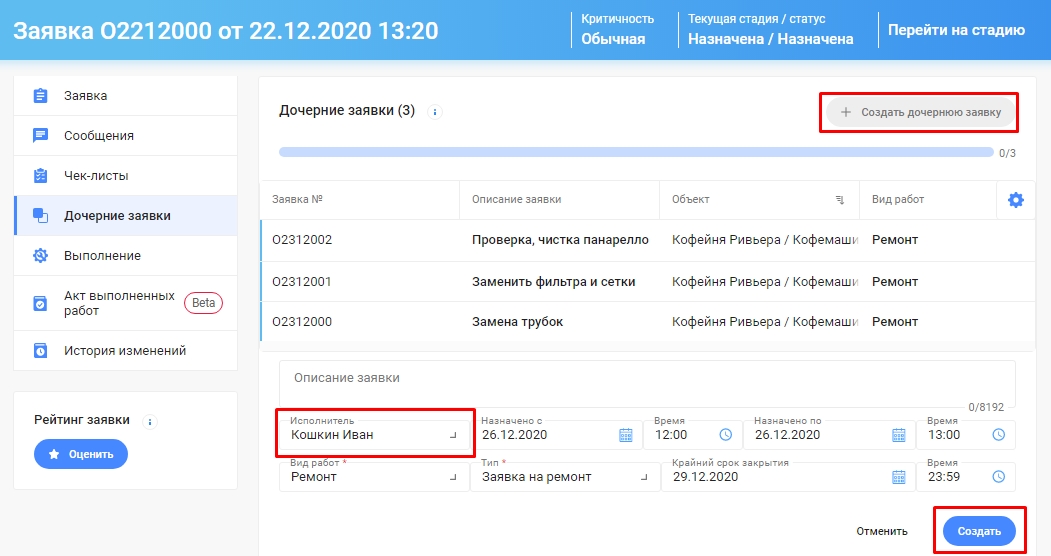 Заявка O2212000 от 22.12.2020 13:20
Критичность
Обычная
Текущая стадия / статус
Назначена / Назначена
Перейти на стадию
Заявка
Сообщения
Чек-листы
Дочерние заявки
Выполнение
Акт выполненных
работ
Beta
История изменений
Рейтинг заявки
Оценить
Дочерние заявки (3)
Создать дочернюю заявку
0/3
Заявка № Описание заявки Объект Вид работ
O2312002 Проверка, чистка панарелло Кофейня Ривьера / Кофемаши Ремонт
O2312001 Заменить фильтра и сетки Кофейня Ривьера / Кофемаши Ремонт
O2312000 Замена трубок Кофейня Ривьера / Кофемаши Ремонт
Описание заявки
0/8192
Исполнитель Назначено с Время Назначено по Время
Кошкин Иван 26.12.2020 12:00 26.12.2020 13:00
Вид работ * Тип * Крайний срок закрытия Время
Ремонт Заявка на ремонт 29.12.2020 23:59
Отменить Создать